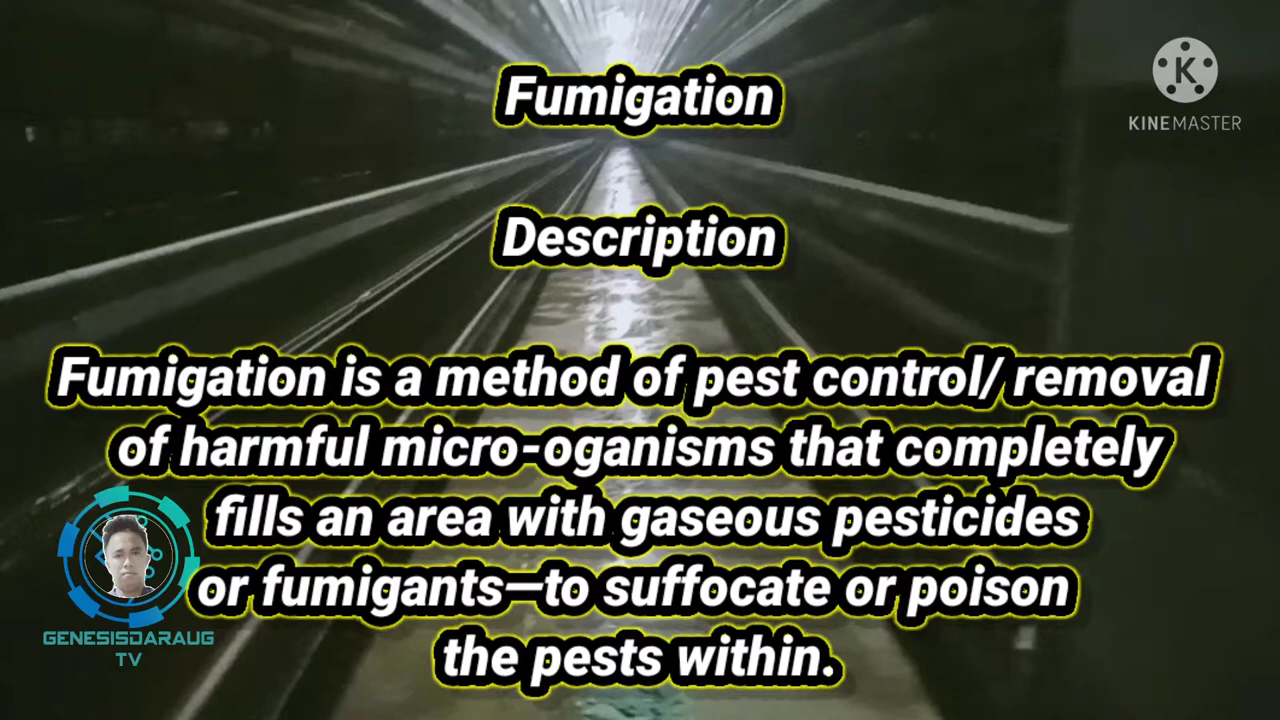 Fumigation
K
KINEMASTER
Description
Fumigation is a method of pest control/ removal
of harmful micro-oganisms that completely
fills an area with gaseous pesticides
or fumigants—to suffocate or poison
the pests within.
GENESISDARAUG
TV